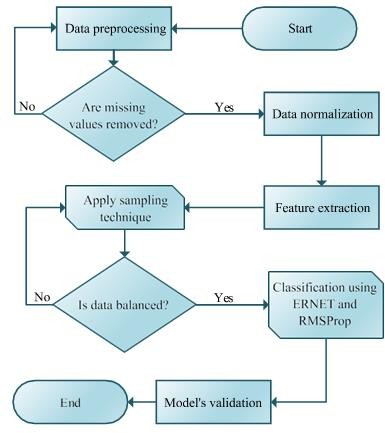 Data preprocessing
Start
Are missing
values removed?
No
Yes
Data normalization
Feature extraction
Apply sampling
technique
Is data balanced?
No
Yes
Classification using
ERNET and
RMSProp
Model's validation
End